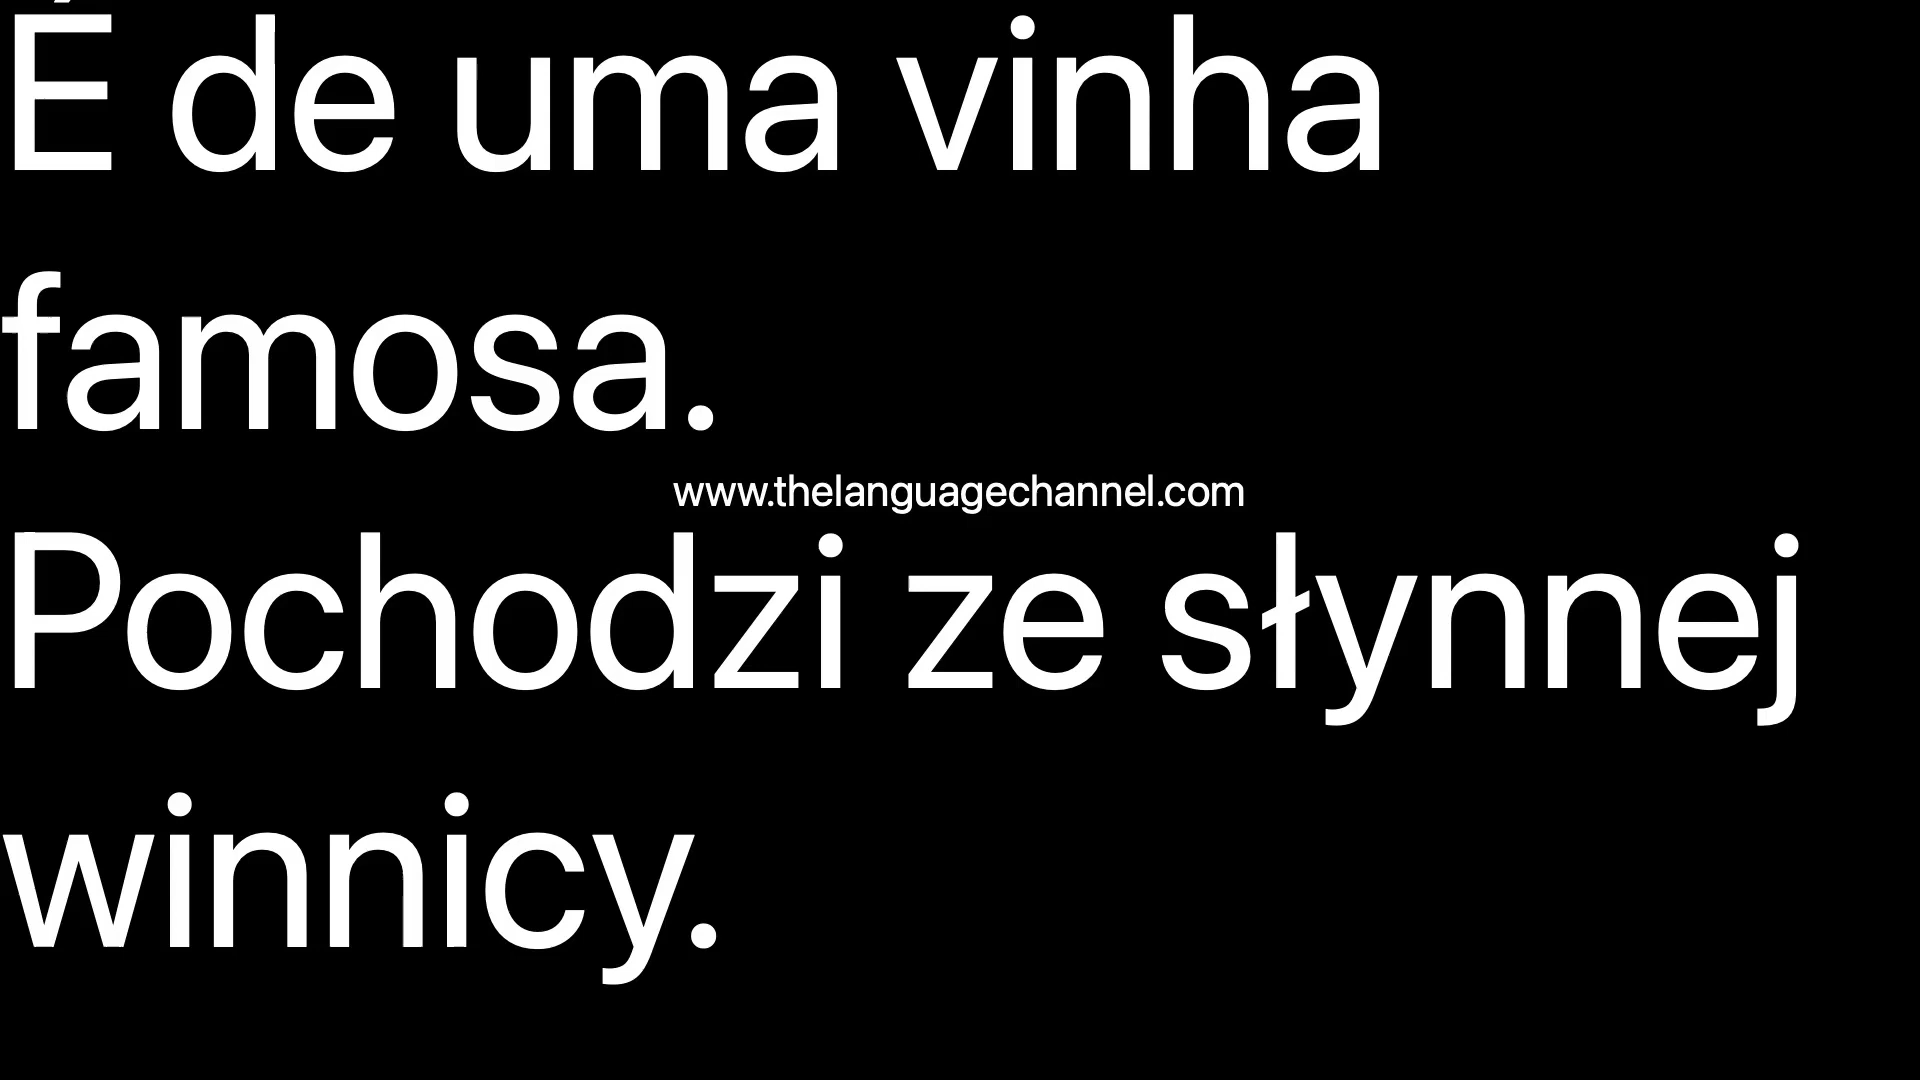 É de uma vinha
famosa.
www.thelanguagechannel.com
Pochodzi ze słynnej
winnicy.